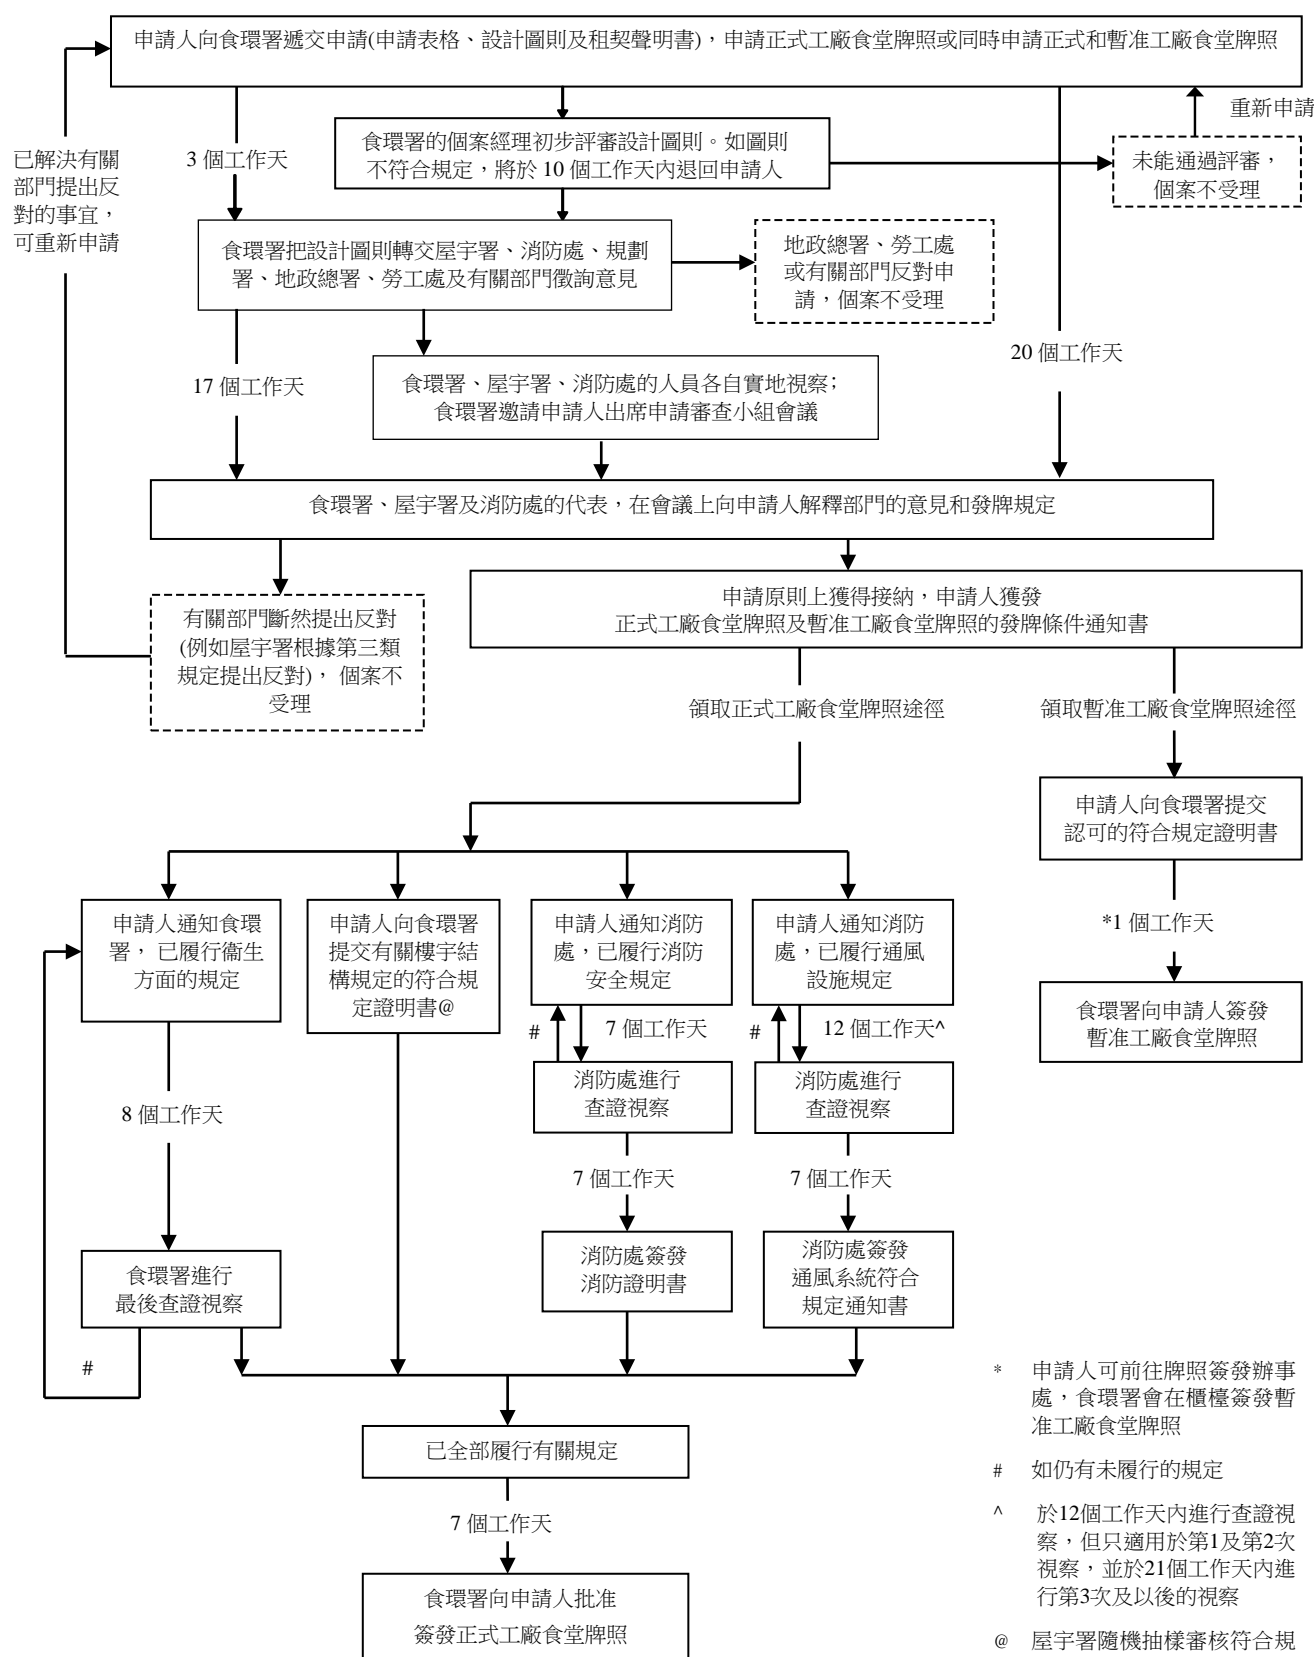 申請人向食環署遞交申請(申請表格、設計圖則及租契聲明書)，申請正式工廠食堂牌照或同時申請正式和暫准工廠食堂牌照
重新申請
已解決有關
部門提出反
對的事宜，
可重新申請
3 個工作天
食環署的個案經理初步評審設計圖則。如圖則
不符合規定，將於 10 個工作天內退回申請人
未能通過評審，
個案不受理
食環署把設計圖則轉交屋宇署、消防處、規劃
署、地政總署、勞工處及有關部門徵詢意見
地政總署、勞工處
或有關部門反對申
請，個案不受理
17 個工作天
20 個工作天
食環署、屋宇署、消防處的人員各自實地視察；
食環署邀請申請人出席申請審查小組會議
食環署、屋宇署及消防處的代表，在會議上向申請人解釋部門的意見和發牌規定
有關部門斷然提出反對
(例如屋宇署根據第三類
規定提出反對)， 個案不
受理
申請原則上獲得接納，申請人獲發
正式工廠食堂牌照及暫准工廠食堂牌照的發牌條件通知書
領取正式工廠食堂牌照途徑
領取暫准工廠食堂牌照途徑
申請人向食環署提交
認可的符合規定證明書
*1 個工作天
食環署向申請人簽發
暫准工廠食堂牌照
申請人通知食環
署， 已履行衞生
方面的規定
申請人向食環署
提交有關樓宇結
構規定的符合規
定證明書@
申請人通知消防
處，已履行消防
安全規定
申請人通知消防
處，已履行通風
設施規定
#
7 個工作天
#
12 個工作天^
消防處進行
查證視察
消防處進行
查證視察
8 個工作天
7 個工作天
7 個工作天
食環署進行
最後查證視察
消防處簽發
消防證明書
消防處簽發
通風系統符合
規定通知書
#
已全部履行有關規定
7 個工作天
食環署向申請人批准
簽發正式工廠食堂牌照
* 申請人可前往牌照簽發辦事
處，食環署會在櫃檯簽發暫
准工廠食堂牌照
# 如仍有未履行的規定
^ 於12個工作天內進行查證視
察，但只適用於第1及第2次
視察，並於21個工作天內進
行第3次及以後的視察
@ 屋宇署隨機抽樣審核符合規